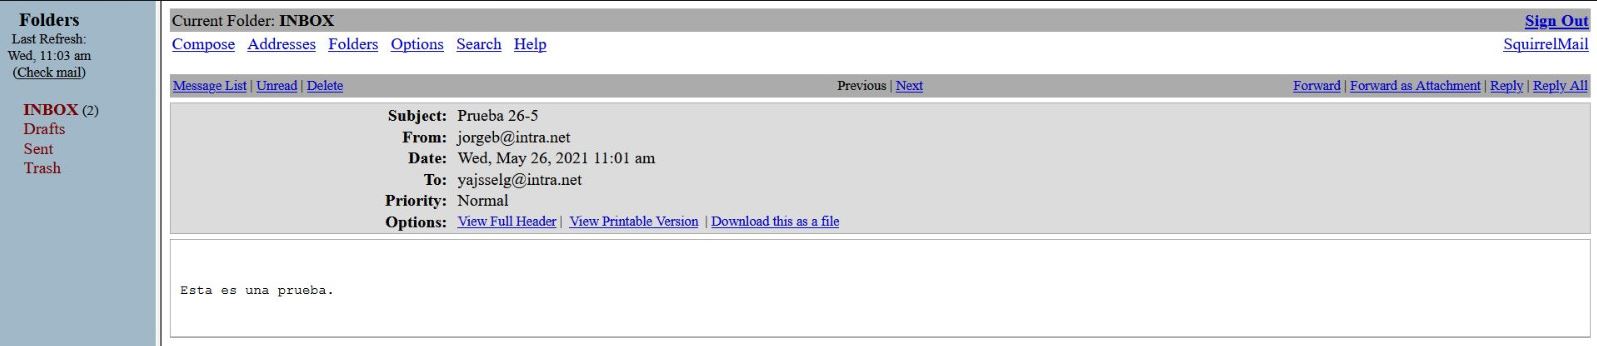 Folders
Last Refresh:
Wed, 11:03 am
(Check mail)
INBOX (2)
Drafts
Sent
Trash
Current Folder: INBOX Sign Out
Compose Addresses Folders Options Search Help SquirrelMail
Message List | Unread | Delete Previous | Next Forward | Forward as Attachment | Reply | Reply All
Subject: Prueba 26-5
From: jorgeb@intra.net
Date: Wed, May 26, 2021 11:01 am
To: yajsselg@intra.net
Priority: Normal
Options: View Full Header | View Printable Version | Download this as a file
Esta es una prueba.